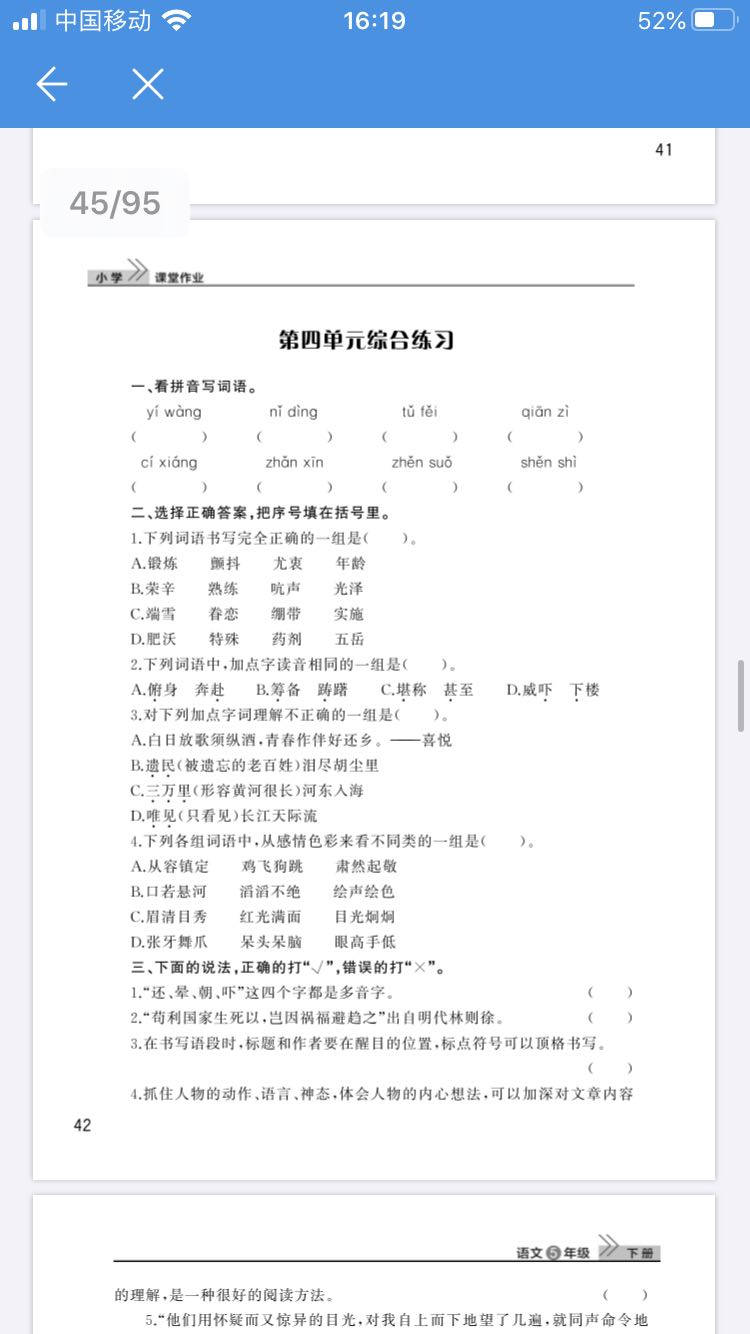 中国移动 16:19 52%
41
45/95
小学 课堂作业
第四单元综合练习
一、看拼音写词语。
yí wàng nǐ dìng tǔ fěi qiān zì
( ) ( ) ( ) ( )
cí xiáng zhǎn xīn zhěn suǒ shěn shì
( ) ( ) ( ) ( )
二、选择正确答案,把序号填在括号里。
1.下列词语书写完全正确的一组是( )。
A.锻炼 颤抖 尤衷 年龄
B.荣辛 熟练 吭声 光泽
C.端雪 眷恋 绷带 实施
D.肥沃 特殊 药剂 五岳
2.下列词语中,加点字读音相同的一组是( )。
A.俯身 奔赴 B.筹备 踌躇 C.堪称 甚至 D.威吓 下楼
3.对下列加点字词理解不正确的一组是( )。
A.白日放歌须纵酒,青春作伴好还乡。——喜悦
B.遗民(被遗忘的老百姓)泪尽胡尘里
C.三万里(形容黄河很长)河东入海
D.唯见(只看见)长江天际流
4.下列各组词语中,从感情色彩来看不同类的一组是( )。
A.从容镇定 鸡飞狗跳 肃然起敬
B.口若悬河 滔滔不绝 绘声绘色
C.眉清目秀 红光满面 目光炯炯
D.张牙舞爪 呆头呆脑 眼高手低
三、下面的说法,正确的打“√”,错误的打“×”。
1.“还、晕、朝、吓”这四个字都是多音字。 ( )
2.“苟利国家生死以,岂因祸福避趋之”出自明代林则徐。 ( )
3.在书写语段时,标题和作者要在醒目的位置,标点符号可以顶格书写。
( )
4.抓住人物的动作、语言、神态,体会人物的内心想法,可以加深对文章内容
42
语文5年级 下册
的理解,是一种很好的阅读方法。 ( )
5.“他们用怀疑而又惊异的目光,对我自上而下地望了几遍,就同声命令地